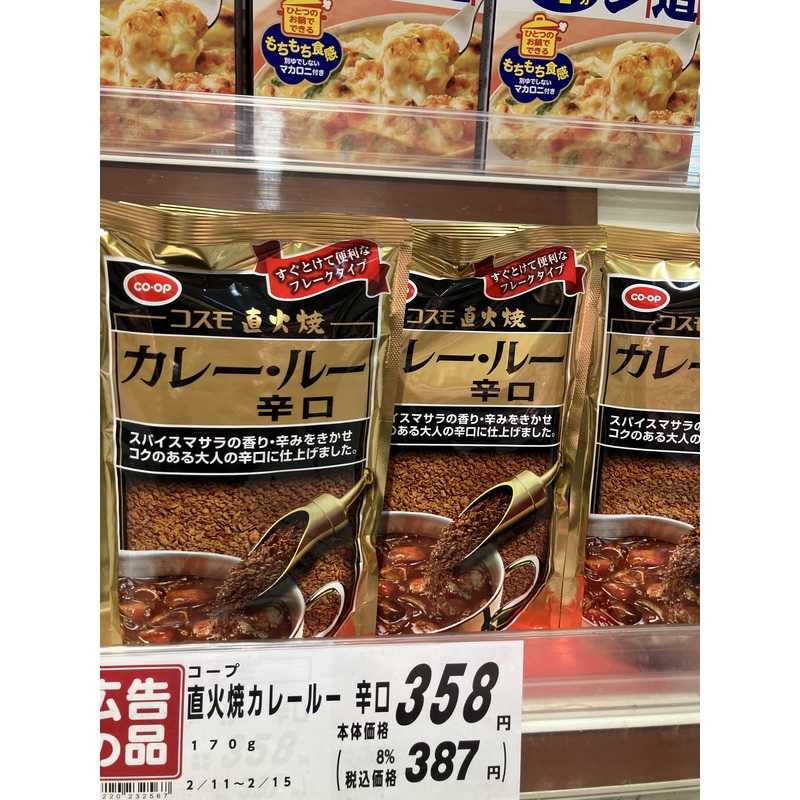 ひとつの
お鍋で
できる
もちもち食感
別ゆでしない
マカロニ付き
ひとつの
お鍋で
できる
もちもち食感
別ゆでしない
マカロニ付き
すぐとけて便利な
フレークタイプ
CO・OP
コスモ 直火焼
カレー・ルー
辛口
スパイスマサラの香り・辛みをきかせ
コクのある大人の辛口に仕上げました。
すぐとけて便利な
フレークタイプ
コスモ 直火焼
レー・ルー
辛口
パイスマサラの香り・辛みをきかせ
のある大人の辛口に仕上げました。
CO・OP
コスモ
カレー
スパイスマサラの
コクのある大人の
広告
の品
コープ
直火焼カレールー 辛口
170g
2/11~2/15
358円
本体価格
8%
(税込価格 387円)
220 232567